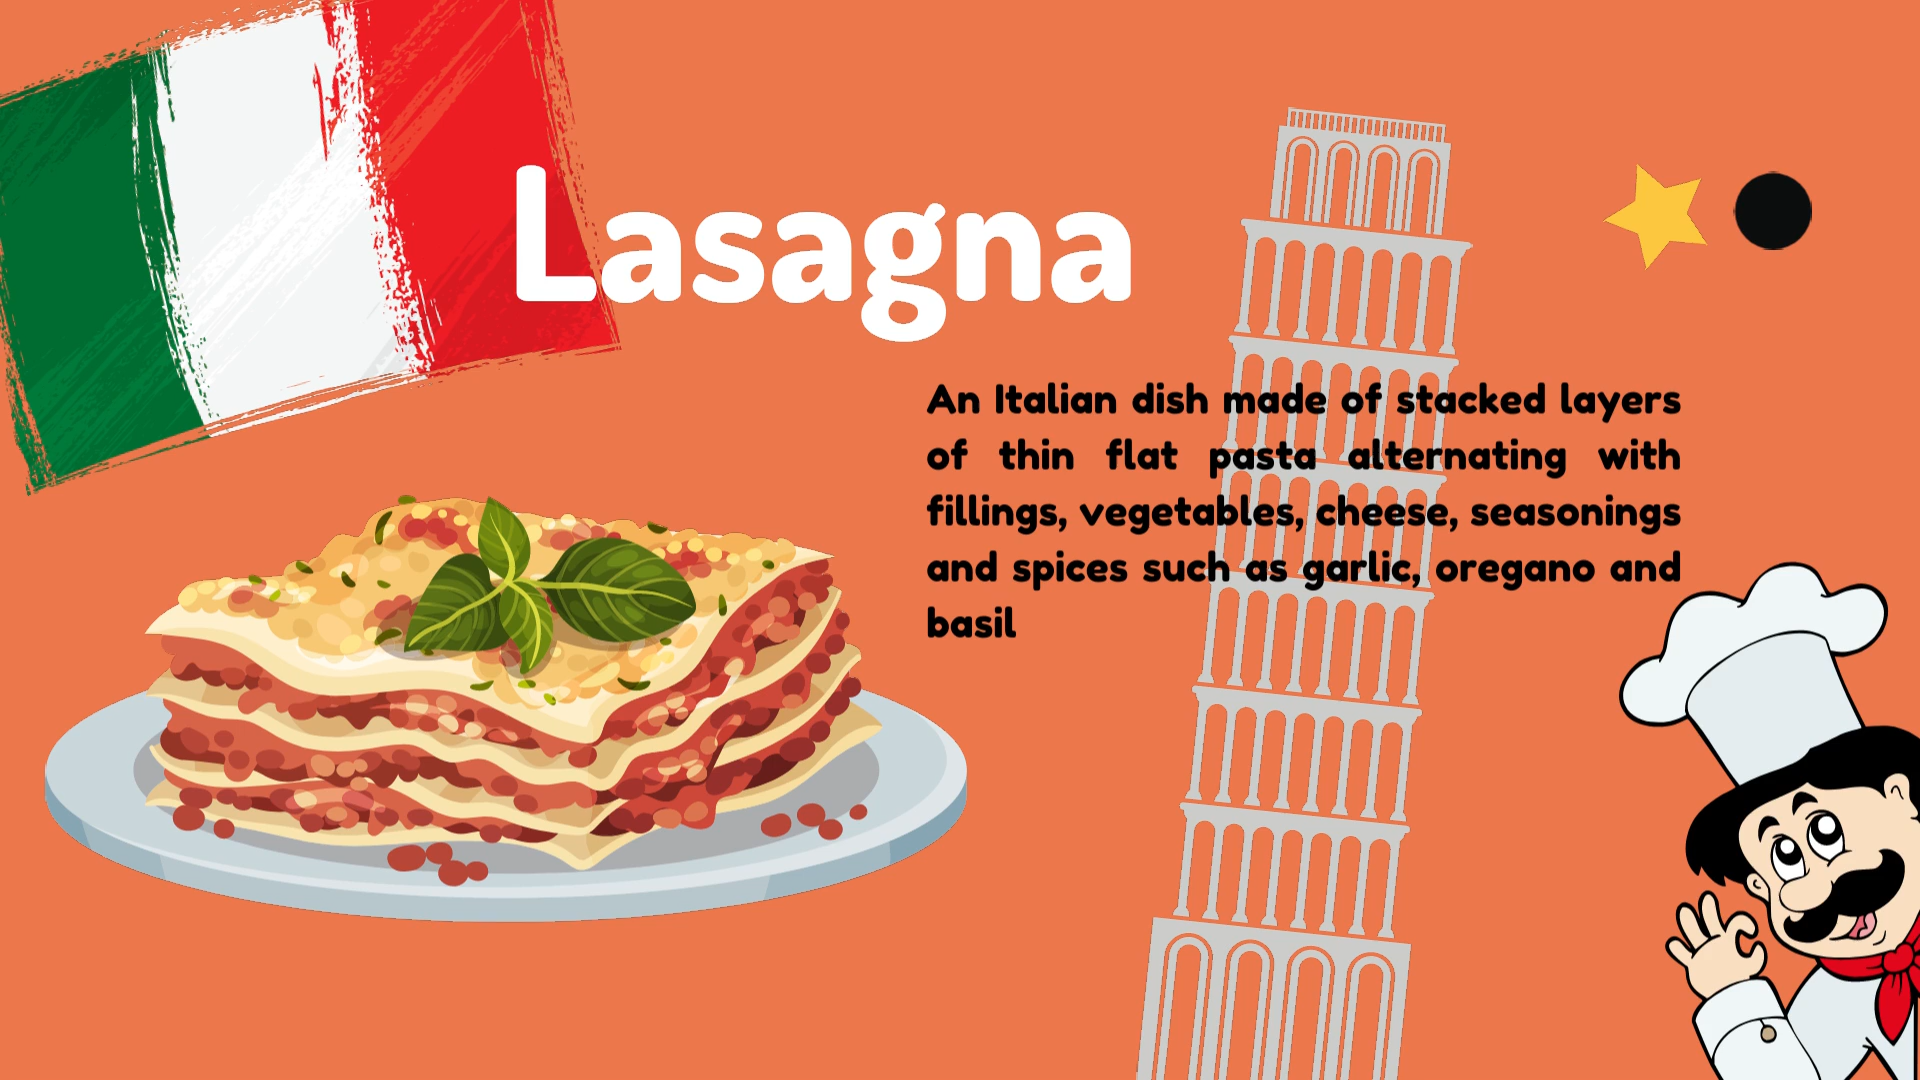 Lasagna
An Italian dish made of stacked layers
of thin flat pasta alternating with
fillings, vegetables, cheese, seasonings
and spices such as garlic, oregano and
basil